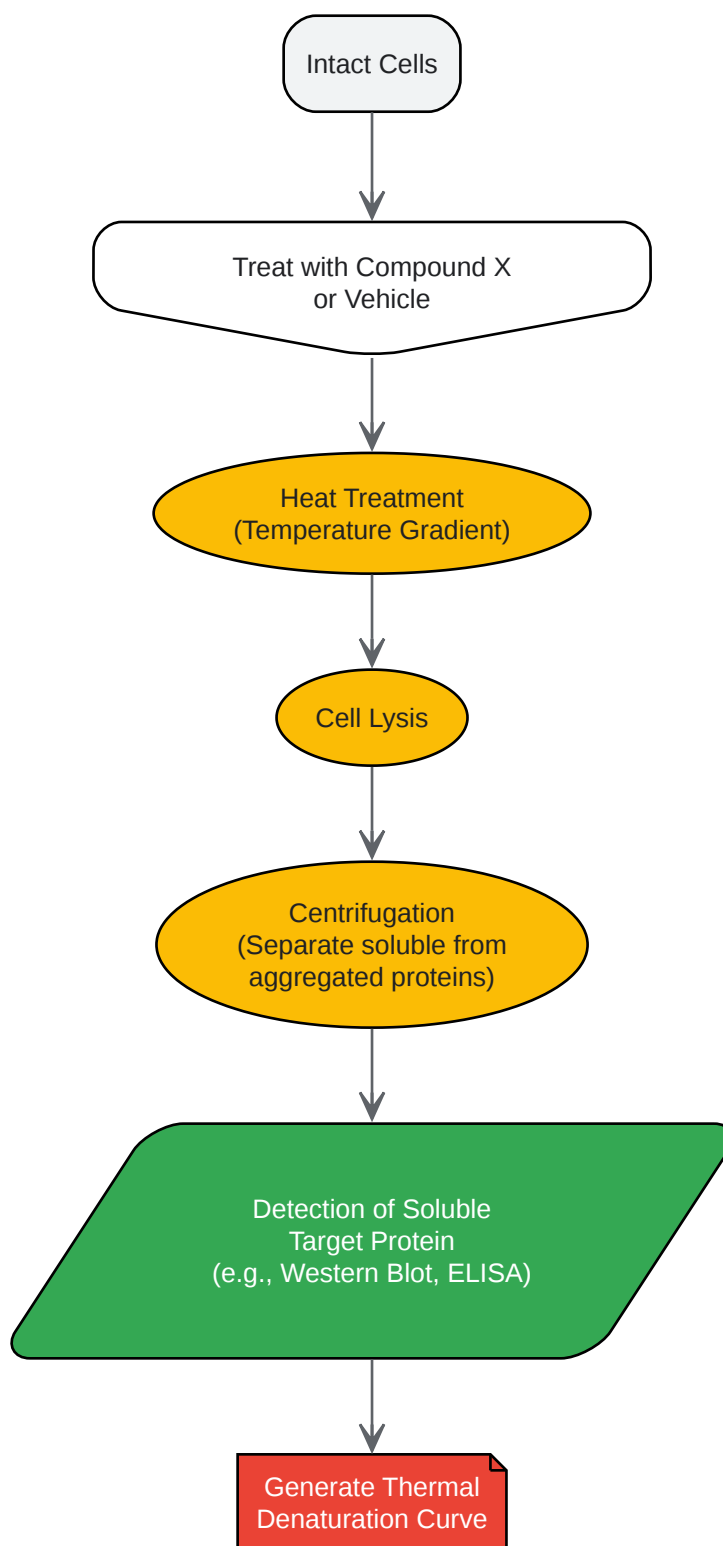 Intact Cells
Treat with Compound X
or Vehicle
Heat Treatment
(Temperature Gradient)
Cell Lysis
Centrifugation
(Separate soluble from
aggregated proteins)
Detection of Soluble
Target Protein
(e.g., Western Blot, ELISA)
Generate Thermal
Denaturation Curve